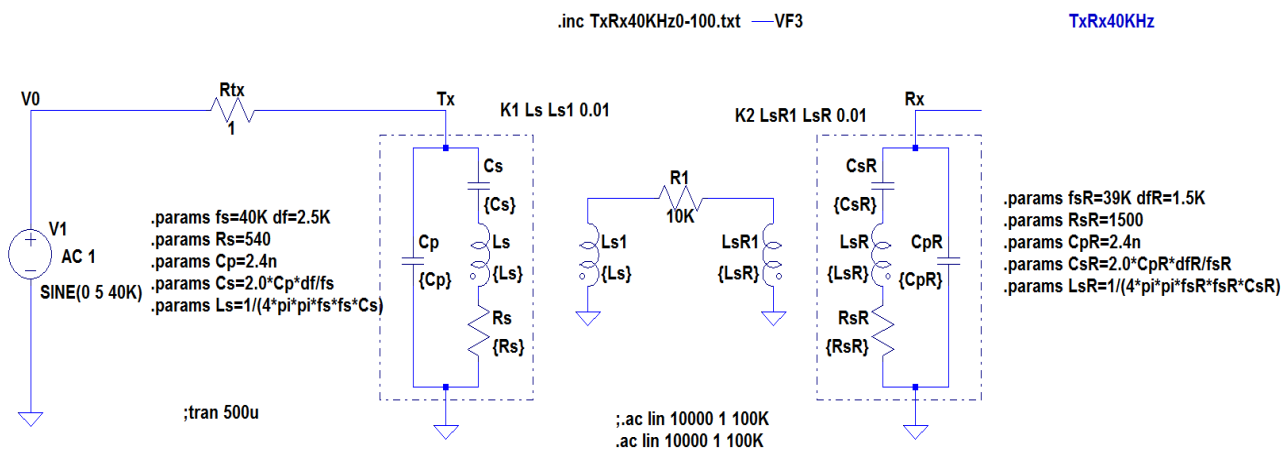 .inc TxRx40KHz0-100.txt —VF3
TxRx40KHz
V0
Rtx
1
Tx
K1 Ls Ls1 0.01
K2 LsR1 LsR 0.01
Rx
V1
AC 1
SINE(0 5 40K)
.params fs=40K df=2.5K
.params Rs=540
.params Cp=2.4n
.params Cs=2.0*Cp*df/fs
.params Ls=1/(4*pi*pi*fs*fs*Cs)
Cp
{Cp}
Cs
{Cs}
Ls
{Ls}
Rs
{Rs}
Ls1
{Ls}
R1
10K
LsR1
{LsR}
CsR
{CsR}
LsR
{LsR}
RsR
{RsR}
CpR
{CpR}
.params fsR=39K dfR=1.5K
.params RsR=1500
.params CpR=2.4n
.params CsR=2.0*CpR*dfR/fsR
.params LsR=1/(4*pi*pi*fsR*fsR*CsR)
;tran 500u
;.ac lin 10000 1 100K
.ac lin 10000 1 100K